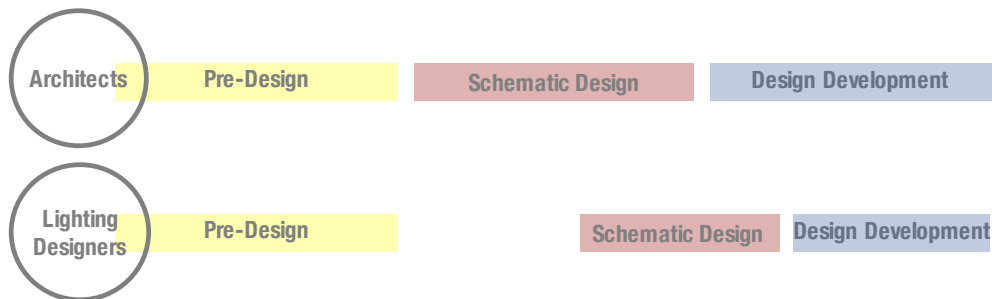 Architects
Pre-Design
Schematic Design
Design Development
Lighting
Designers
Pre-Design
Schematic Design
Design Development